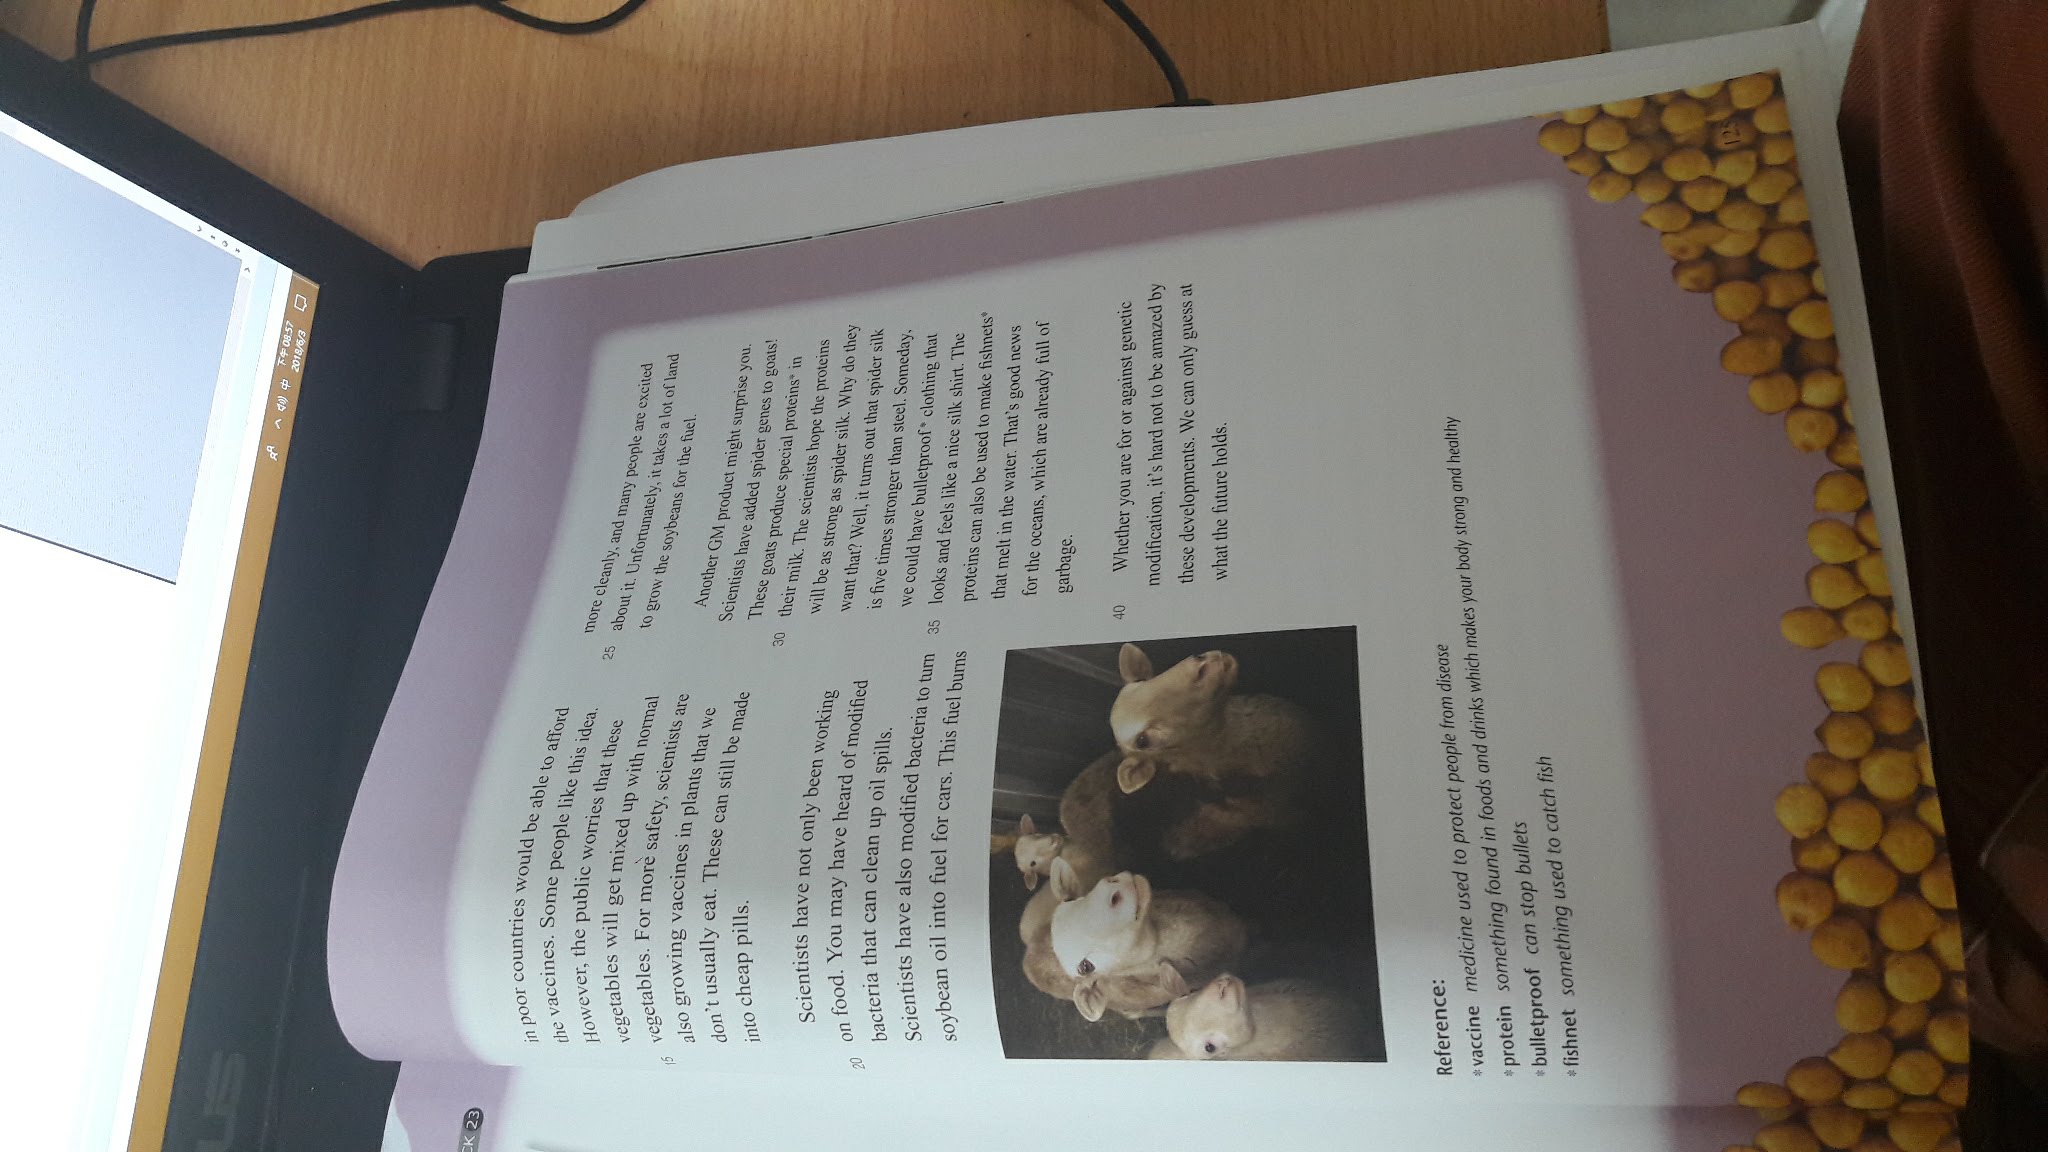 US
下午 08:57
中
2018/6/3
CK 23
in poor countries would be able to afford
the vaccines. Some people like this idea.
However, the public worries that these
vegetables will get mixed up with normal
15 vegetables. For more safety, scientists are
also growing vaccines in plants that we
don't usually eat. These can still be made
into cheap pills.
Scientists have not only been working
20 on food. You may have heard of modified
bacteria that can clean up oil spills.
Scientists have also modified bacteria to turn
soybean oil into fuel for cars. This fuel burns
more cleanly, and many people are excited
25 about it. Unfortunately, it takes a lot of land
to grow the soybeans for the fuel.
Another GM product might surprise you.
Scientists have added spider genes to goats!
These goats produce special proteins* in
30 their milk. The scientists hope the proteins
will be as strong as spider silk. Why do they
want that? Well, it turns out that spider silk
is five times stronger than steel. Someday,
we could have bulletproof* clothing that
35 looks and feels like a nice silk shirt. The
proteins can also be used to make fishnets*
that melt in the water. That's good news
for the oceans, which are already full of
garbage.
40 Whether you are for or against genetic
modification, it's hard not to be amazed by
these developments. We can only guess at
what the future holds.
Reference:
*vaccine medicine used to protect people from disease
*protein something found in foods and drinks which makes your body strong and healthy
*bulletproof can stop bullets
*fishnet something used to catch fish
125